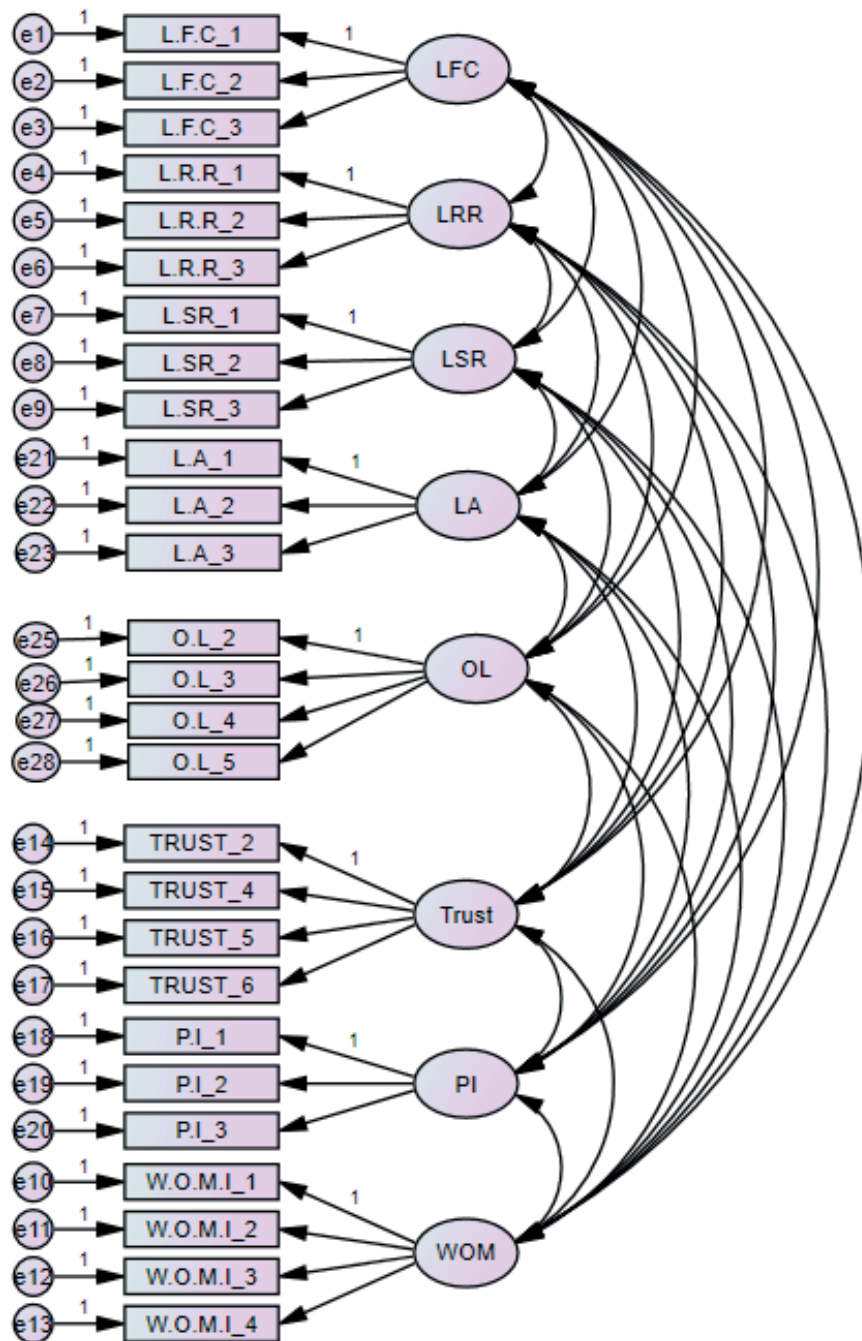 e1 1 L.F.C_1 1 LFC
e2 1 L.F.C_2
e3 1 L.F.C_3
e4 1 L.R.R_1 1 LRR
e5 1 L.R.R_2
e6 1 L.R.R_3
e7 1 L.SR_1 1 LSR
e8 1 L.SR_2
e9 1 L.SR_3
e21 1 L.A_1 1 LA
e22 1 L.A_2
e23 1 L.A_3
e25 1 O.L_2 1 OL
e26 1 O.L_3
e27 1 O.L_4
e28 1 O.L_5
e14 1 TRUST_2 1 Trust
e15 1 TRUST_4
e16 1 TRUST_5
e17 1 TRUST_6
e18 1 P.I_1 1 PI
e19 1 P.I_2
e20 1 P.I_3
e10 1 W.O.M.I_1 1 WOM
e11 1 W.O.M.I_2
e12 1 W.O.M.I_3
e13 1 W.O.M.I_4